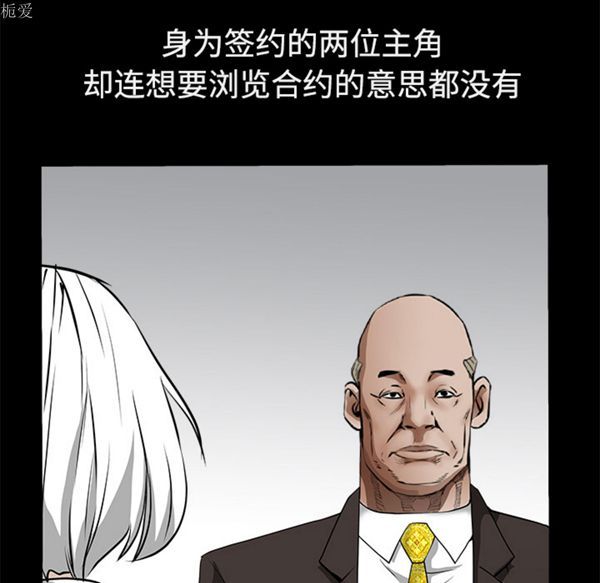 栀爱
身为签约的两位主角
却连想要浏览合约的意思都没有